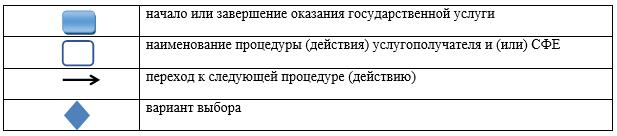 начало или завершение оказания государственной услуги
наименование процедуры (действия) услугополучателя и (или) СФЕ
переход к следующей процедуре (действию)
вариант выбора